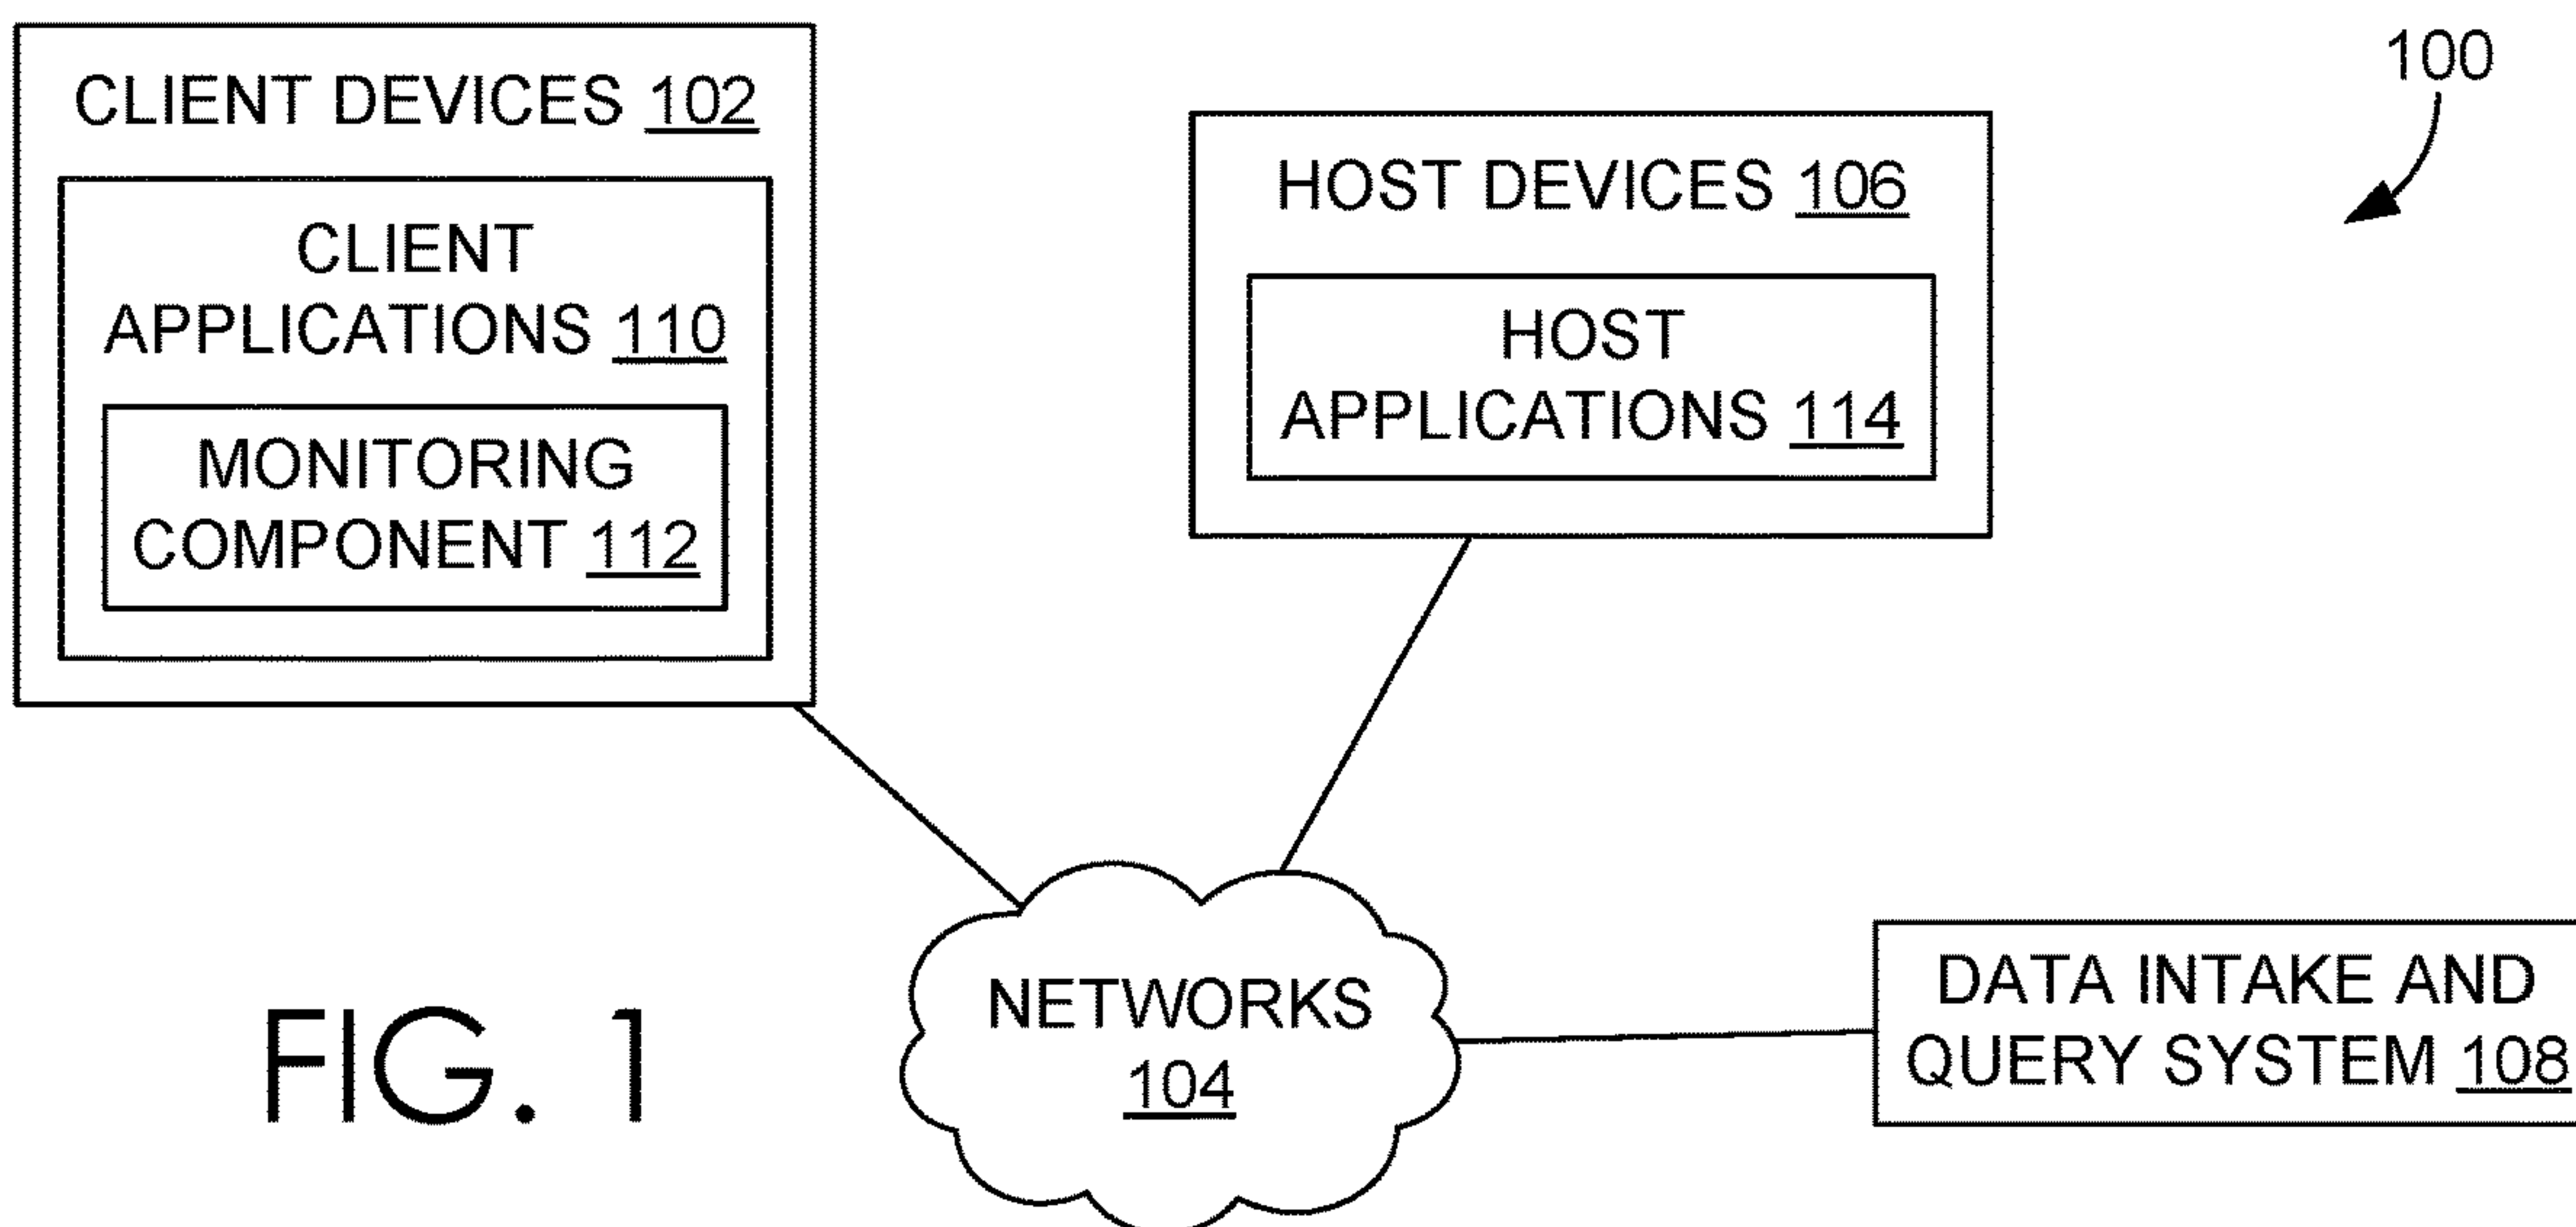 100
CLIENT DEVICES 102
CLIENT
APPLICATIONS 110
MONITORING
COMPONENT 112
HOST DEVICES 106
HOST
APPLICATIONS 114
NETWORKS
104
DATA INTAKE AND
QUERY SYSTEM 108
FIG. 1